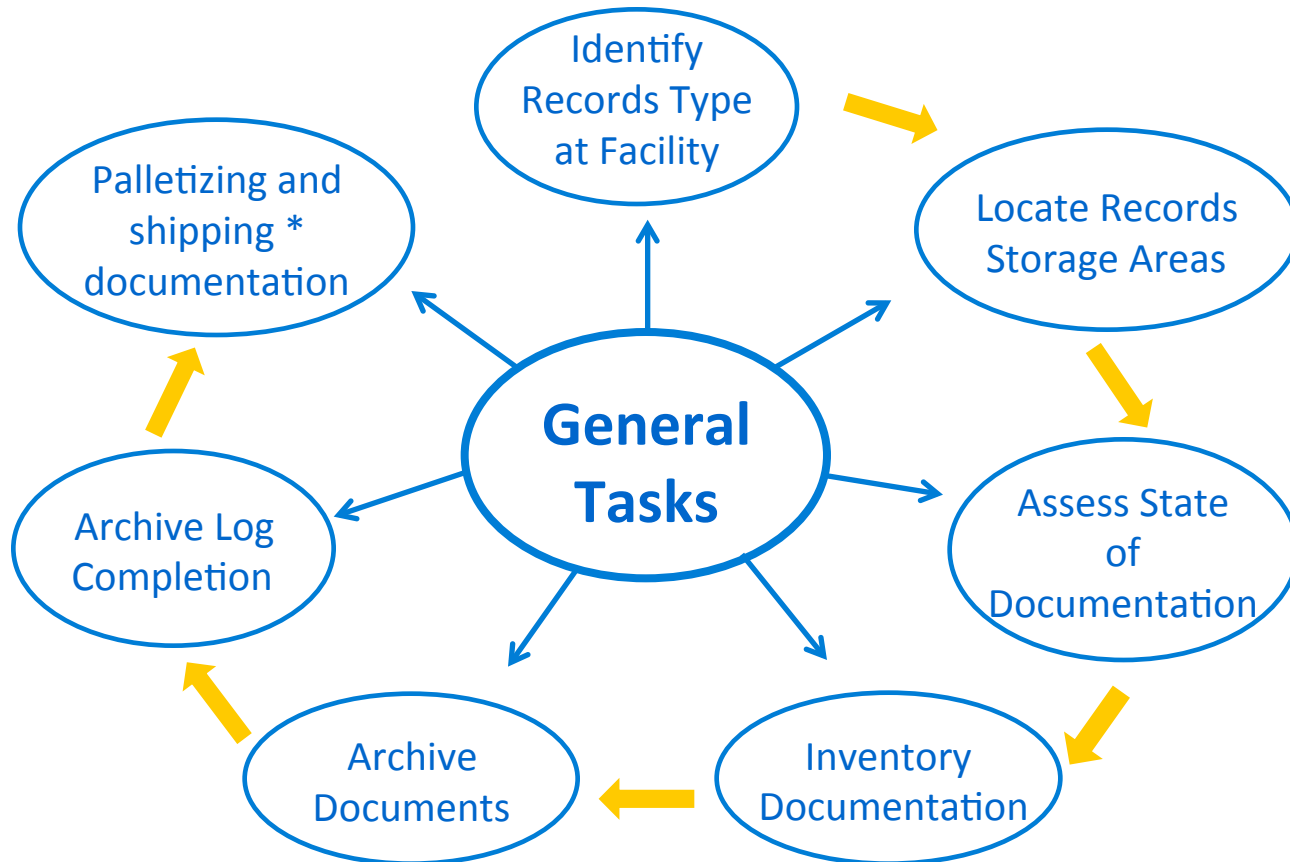 Identify
Records Type
at Facility
Locate Records
Storage Areas
Assess State
of
Documentation
Inventory
Documentation
Archive
Documents
Archive Log
Completion
Palletizing and
shipping *
documentation
General
Tasks